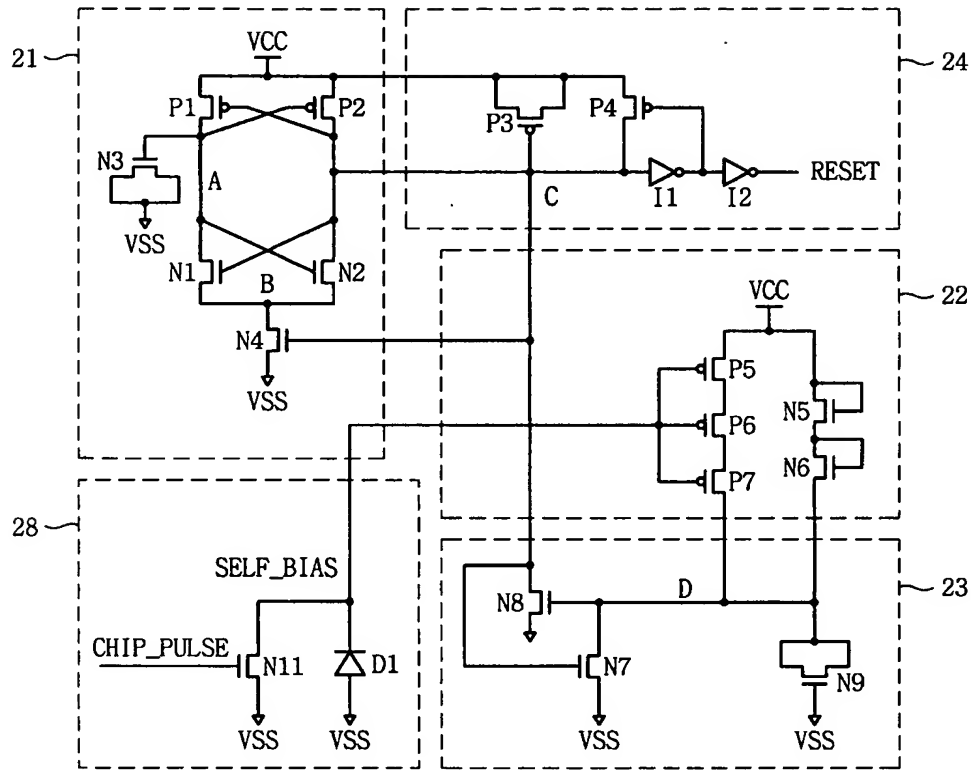 21
VCC
P1
P2
N3
A
VSS
N1
B
N2
N4
VSS
24
P3
P4
C
I1
I2
RESET
22
VCC
P5
N5
P6
N6
P7
28
SELF_BIAS
CHIP_PULSE
N11
D1
VSS
VSS
23
N8
D
N7
N9
VSS
VSS